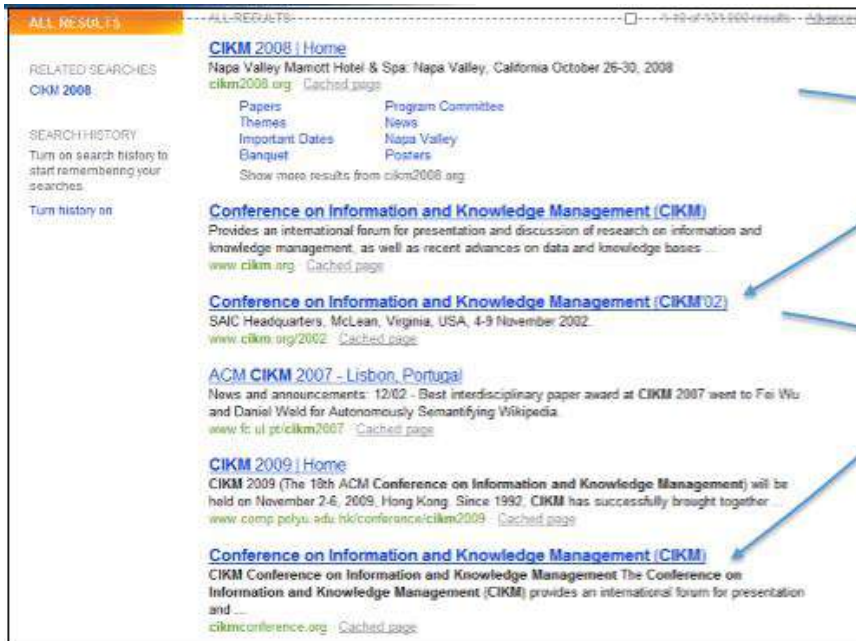 ALL RESULTS
RELATED SEARCHES
CIKM 2008
SEARCH HISTORY
Turn on search history to
start remembering your
searches.
Turn history on
ALL RESULTS
1-10 of 131,000 results · Advanced
CIKM 2008 | Home
Napa Valley Marriott Hotel & Spa: Napa Valley, California October 26-30, 2008
cikm2008.org · Cached page
Papers
Program Committee
Themes
News
Important Dates
Napa Valley
Banquet
Posters
Show more results from cikm2008.org
Conference on Information and Knowledge Management (CIKM)
Provides an international forum for presentation and discussion of research on information and
knowledge management, as well as recent advances on data and knowledge bases ...
www.cikm.org · Cached page
Conference on Information and Knowledge Management (CIKM'02)
SAIC Headquarters, McLean, Virginia, USA, 4-9 November 2002.
www.cikm.org/2002 · Cached page
ACM CIKM 2007 - Lisbon, Portugal
News and announcements: 12/02 - Best interdisciplinary paper award at CIKM 2007 went to Fei Wu
and Daniel Weld for Autonomously Semantifying Wikipedia.
www.fc.ul.pt/cikm2007 · Cached page
CIKM 2009 | Home
CIKM 2009 (The 18th ACM Conference on Information and Knowledge Management) will be
held on November 2-6, 2009, Hong Kong. Since 1992, CIKM has successfully brought together ...
www.comp.polyu.edu.hk/conference/cikm2009 · Cached page
Conference on Information and Knowledge Management (CIKM)
CIKM Conference on Information and Knowledge Management The Conference on
Information and Knowledge Management (CIKM) provides an international forum for presentation
and ...
cikmconference.org · Cached page